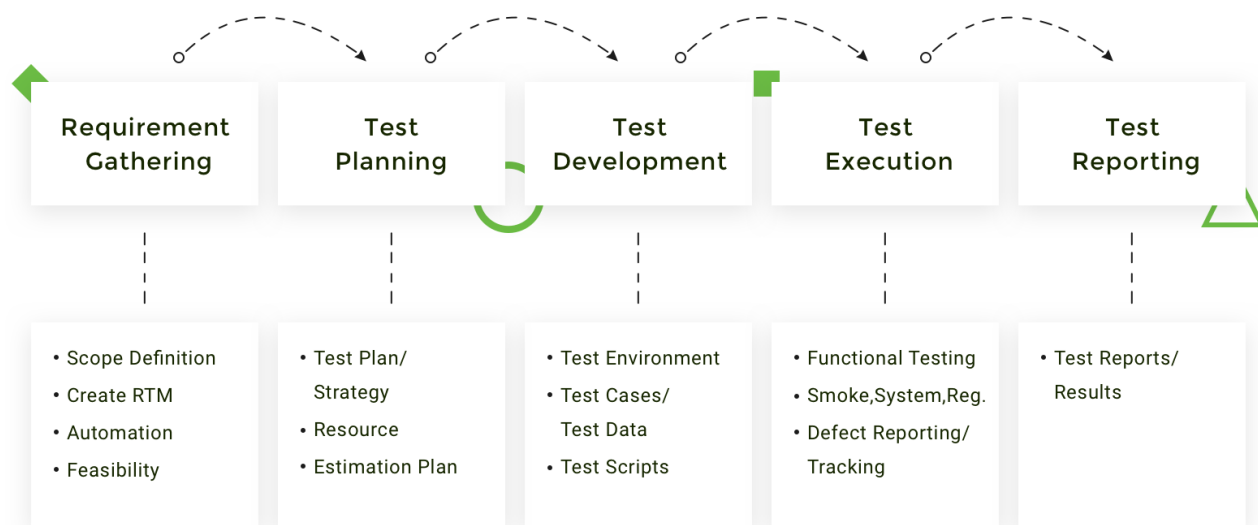 Requirement
Gathering
Test
Planning
Test
Development
Test
Execution
Test
Reporting
• Scope Definition
• Create RTM
• Automation
• Feasibility
• Test Plan/
Strategy
• Resource
• Estimation Plan
• Test Environment
• Test Cases/
Test Data
• Test Scripts
• Functional Testing
• Smoke,System,Reg.
• Defect Reporting/
Tracking
• Test Reports/
Results